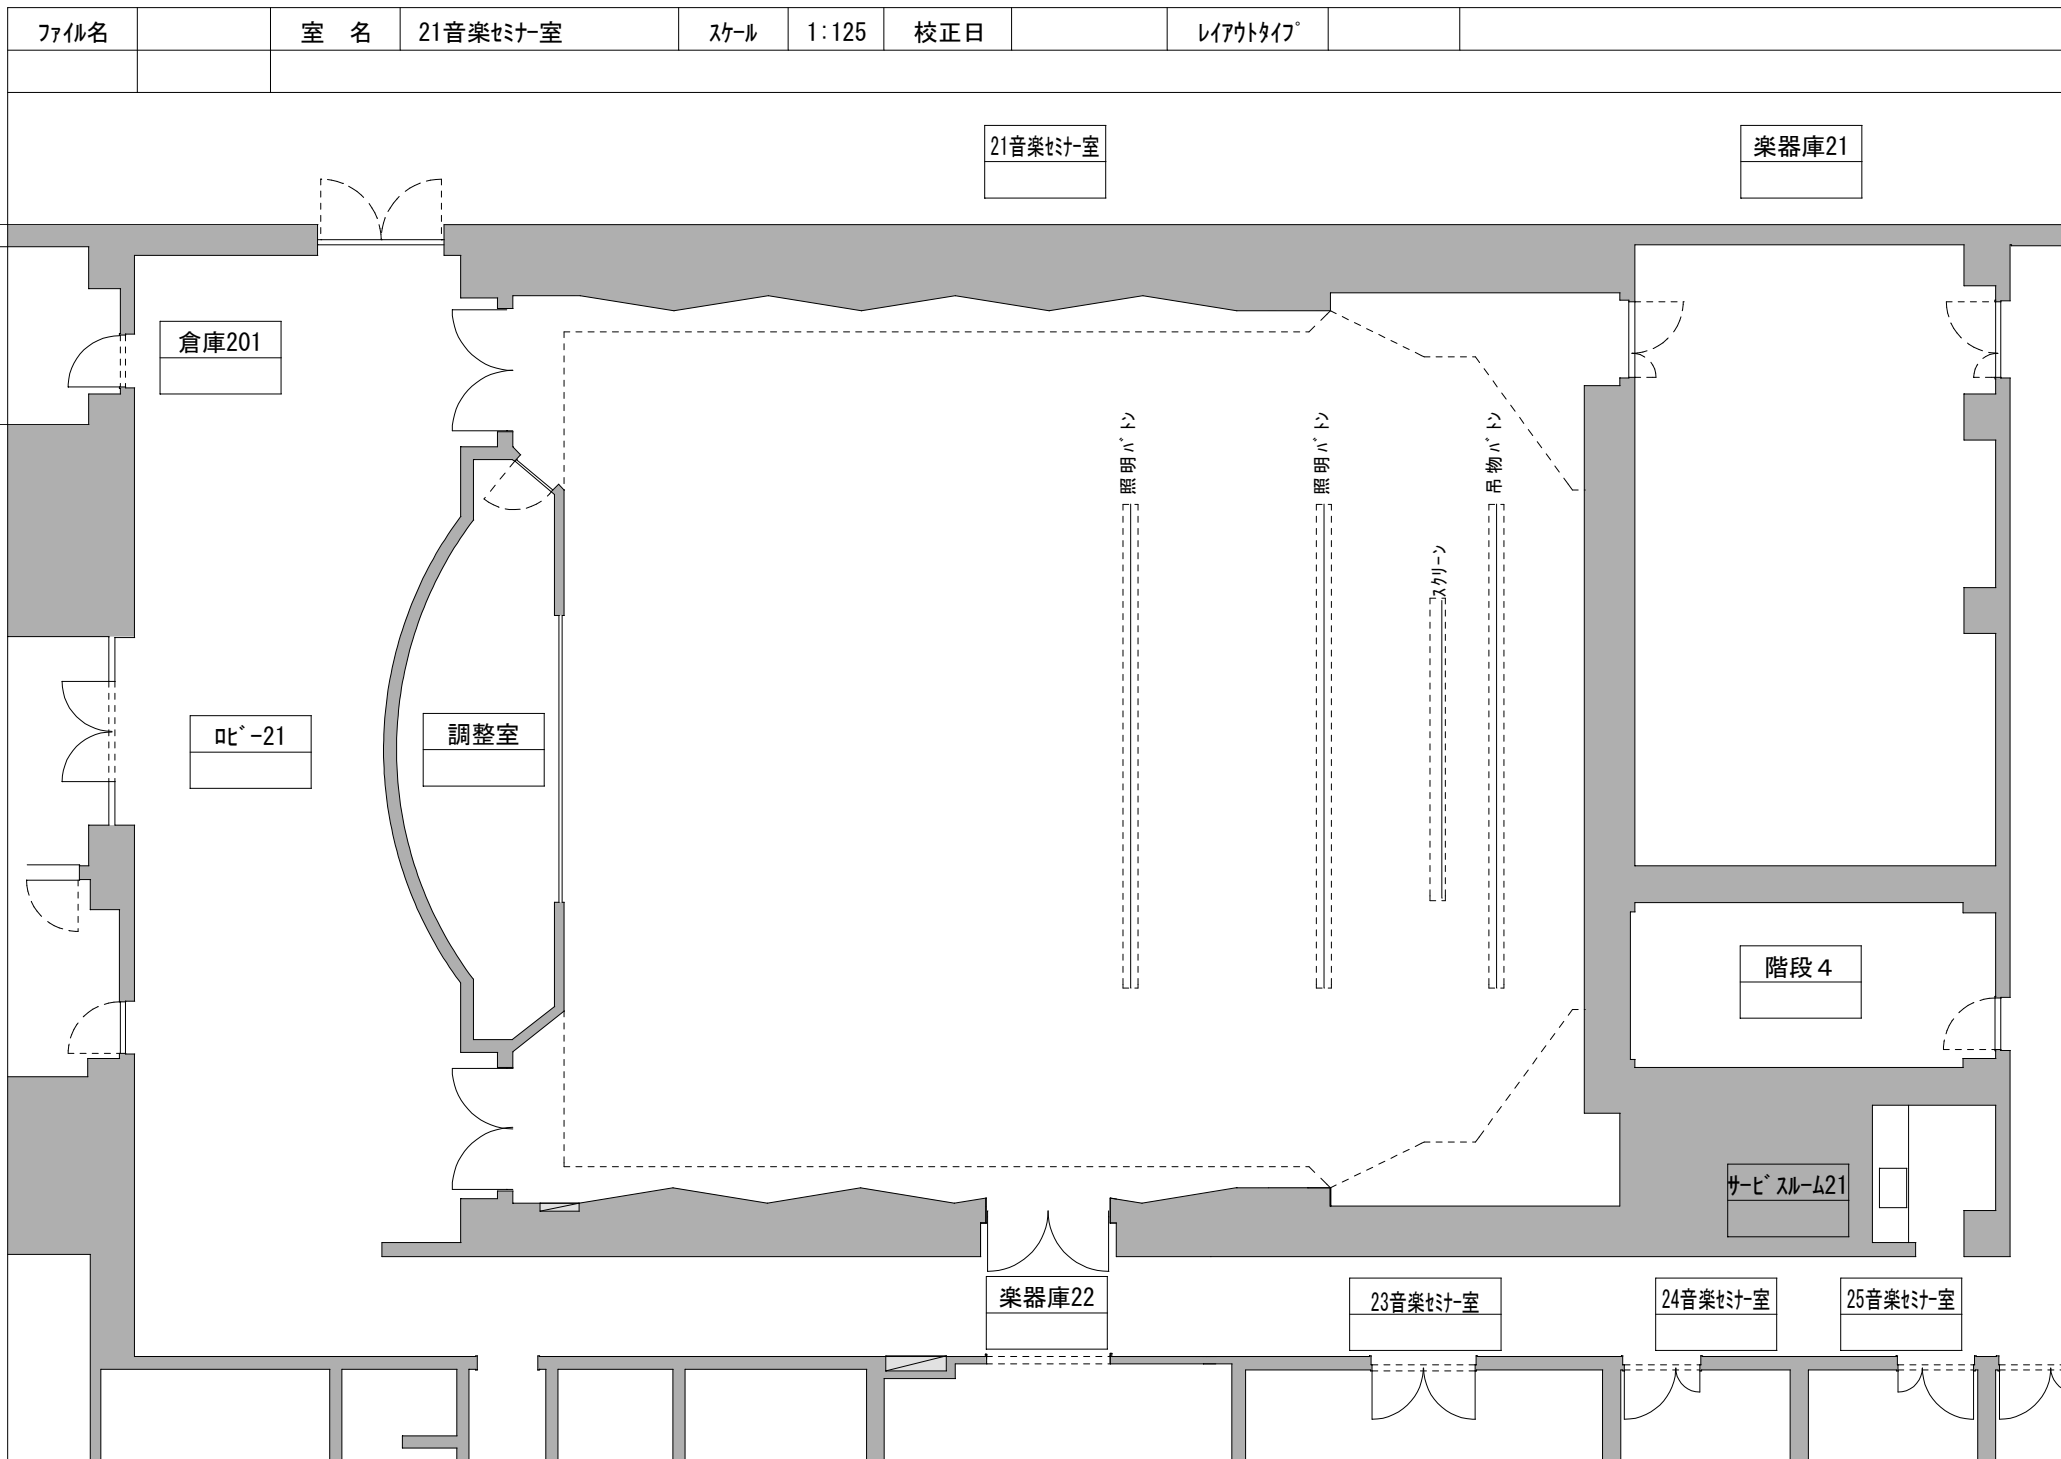 ﾌｧｲﾙ名 室　名 21音楽ｾﾐﾅｰ室 ｽｹｰﾙ 1:125 校正日 ﾚｲｱｳﾄﾀｲﾌﾟ
21音楽ｾﾐﾅｰ室
楽器庫21
倉庫201
照明ﾊﾞﾄﾝ
照明ﾊﾞﾄﾝ
吊物ﾊﾞﾄﾝ
ｽｸﾘｰﾝ
ﾛﾋﾞｰ21
調整室
階段４
ｻｰﾋﾞｽﾙｰﾑ21
楽器庫22
23音楽ｾﾐﾅｰ室
24音楽ｾﾐﾅｰ室
25音楽ｾﾐﾅｰ室